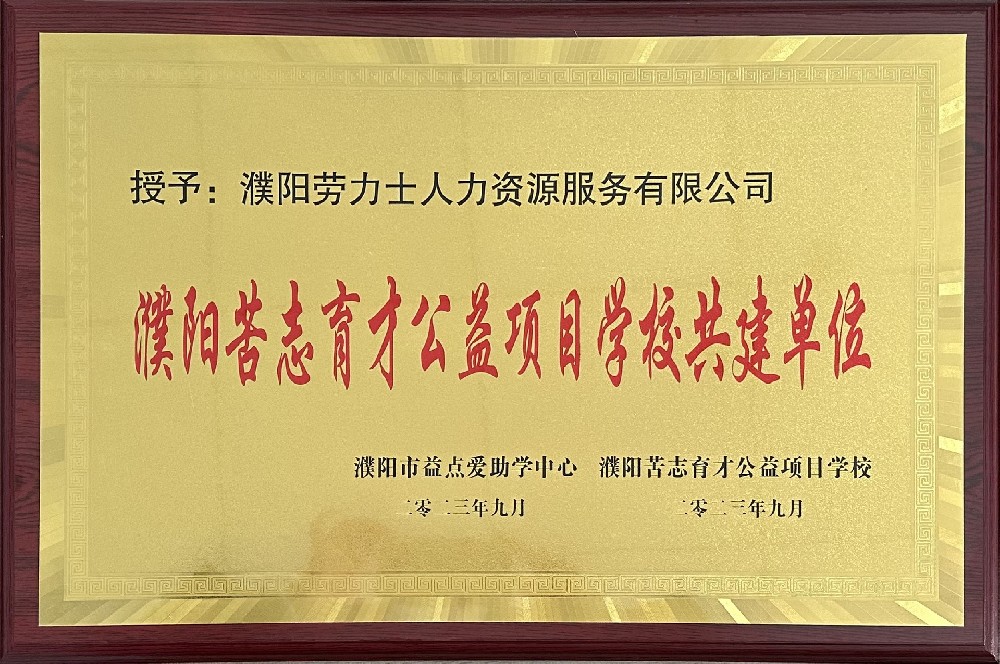 授予：濮阳劳力士人力资源服务有限公司
濮阳苦志育才公益项目学校共建单位
濮阳市益点爱助学中心 濮阳苦志育才公益项目学校
二零二三年九月 二零二三年九月